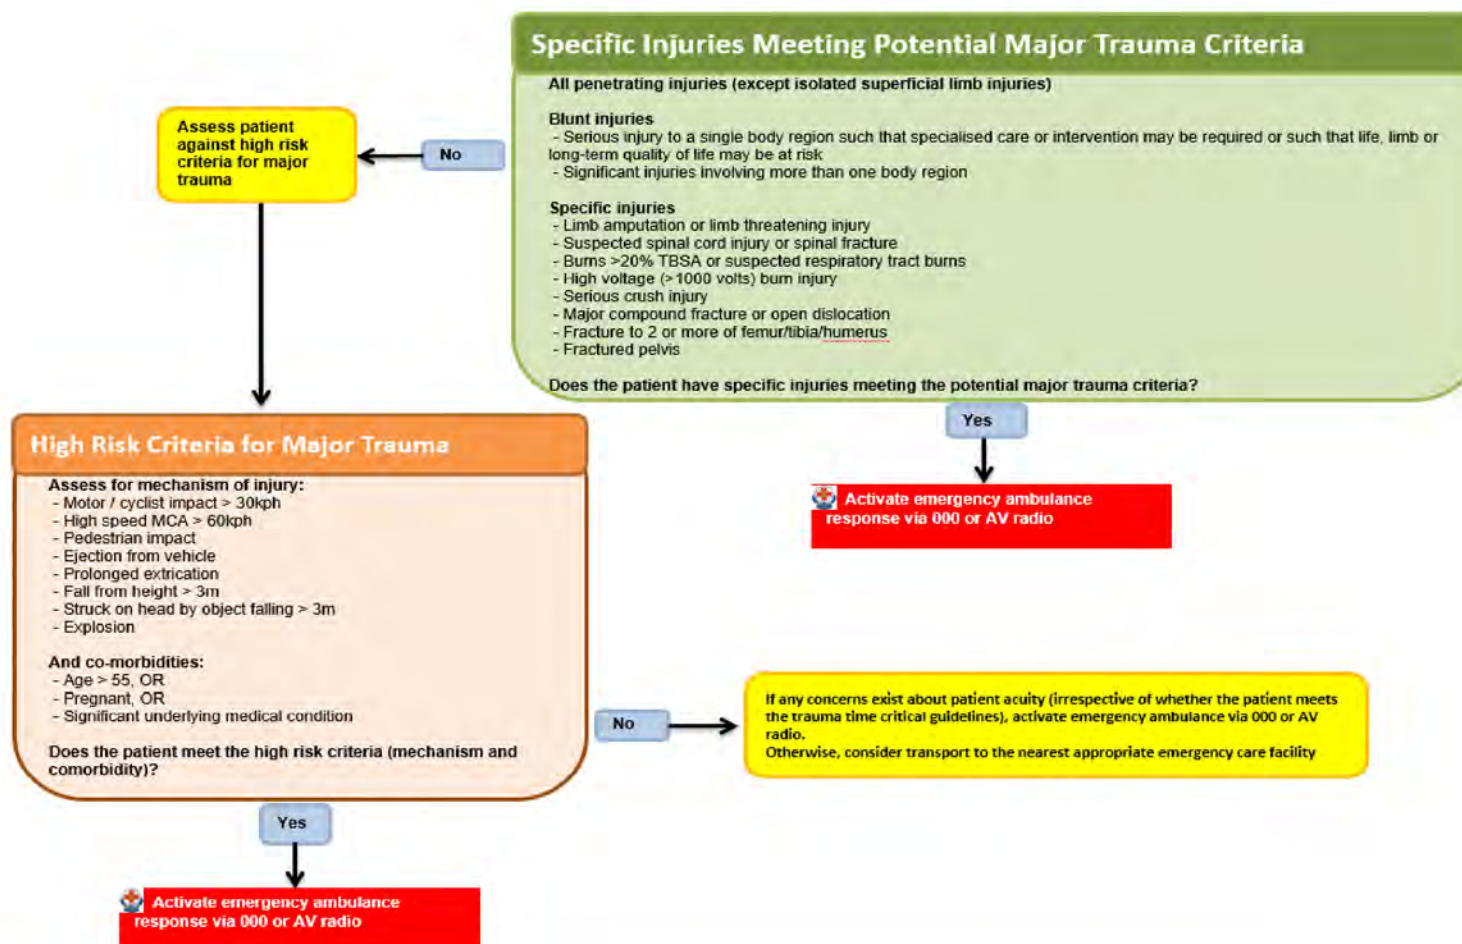 Specific Injuries Meeting Potential Major Trauma Criteria
All penetrating injuries (except isolated superficial limb injuries)
Blunt injuries
- Serious injury to a single body region such that specialised care or intervention may be required or such that life, limb or
long-term quality of life may be at risk
- Significant injuries involving more than one body region
Specific injuries
- Limb amputation or limb threatening injury
- Suspected spinal cord injury or spinal fracture
- Burns >20% TBSA or suspected respiratory tract burns
- High voltage (>1000 volts) burn injury
- Serious crush injury
- Major compound fracture or open dislocation
- Fracture to 2 or more of femur/tibia/humerus
- Fractured pelvis
Does the patient have specific injuries meeting the potential major trauma criteria?
No
Assess patient
against high risk
criteria for major
trauma
Yes
Activate emergency ambulance
response via 000 or AV radio
High Risk Criteria for Major Trauma
Assess for mechanism of injury:
- Motor / cyclist impact > 30kph
- High speed MCA > 60kph
- Pedestrian impact
- Ejection from vehicle
- Prolonged extrication
- Fall from height > 3m
- Struck on head by object falling > 3m
- Explosion
And co-morbidities:
- Age > 55, OR
- Pregnant, OR
- Significant underlying medical condition
Does the patient meet the high risk criteria (mechanism and
comorbidity)?
No
If any concerns exist about patient acuity (irrespective of whether the patient meets
the trauma time critical guidelines), activate emergency ambulance via 000 or AV
radio.
Otherwise, consider transport to the nearest appropriate emergency care facility
Yes
Activate emergency ambulance
response via 000 or AV radio